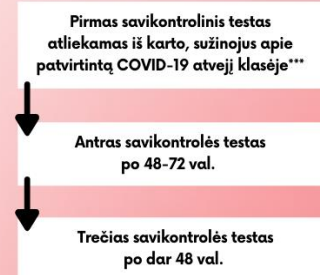 Pirmas savikontrolinis testas
atliekamas iš karto, sužinojus apie
patvirtintą COVID-19 atvejį klasėje***
Antras savikontrolės testas
po 48-72 val.
Trečias savikontrolės testas
po dar 48 val.